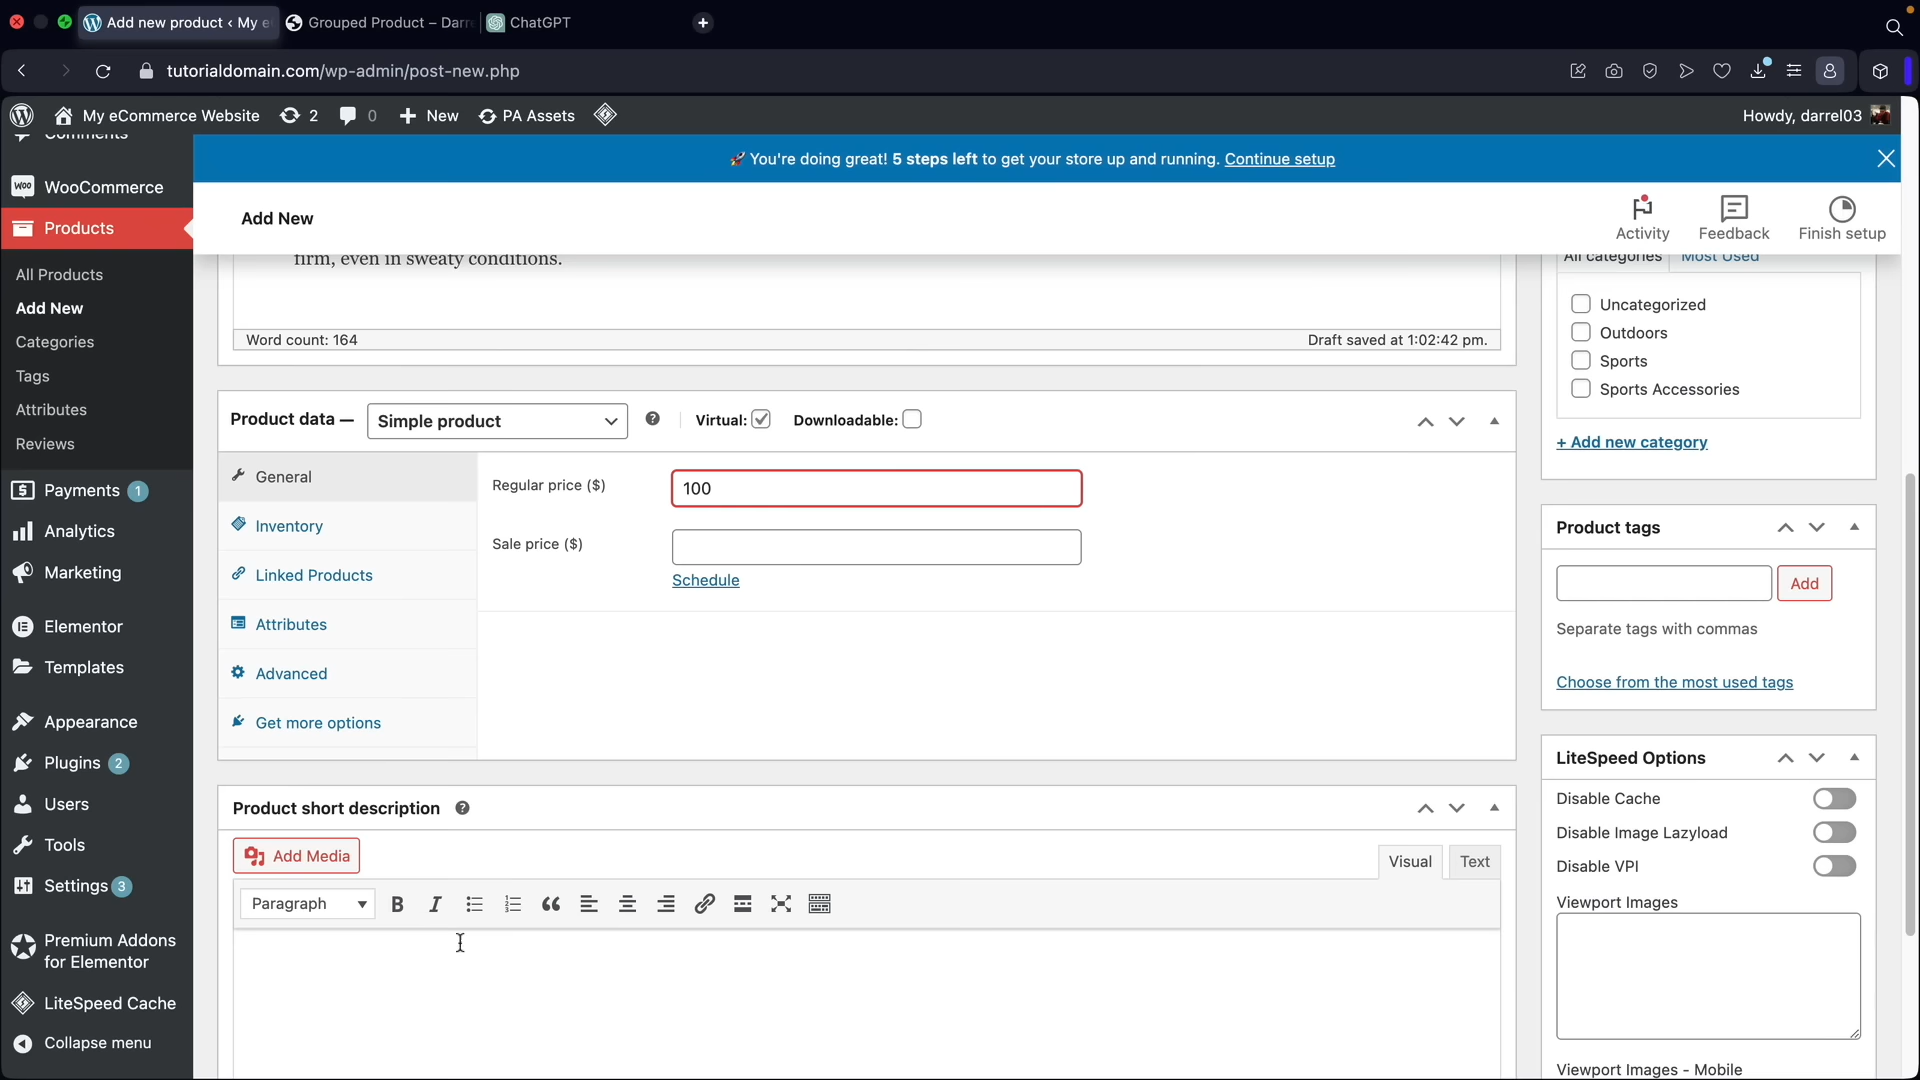 Add new product ‹ My e
Grouped Product – Darre
ChatGPT
tutorialdomain.com/wp-admin/post-new.php
My eCommerce Website
2
0
New
PA Assets
Howdy, darrel03
Comments
🚀 You're doing great! 5 steps left to get your store up and running. Continue setup
WooCommerce
Products
Add New
Activity
Feedback
Finish setup
All Products
Add New
Categories
Tags
Attributes
Reviews
Payments 1
Analytics
Marketing
Elementor
Templates
Appearance
Plugins 2
Users
Tools
Settings 3
Premium Addons
for Elementor
LiteSpeed Cache
Collapse menu
firm, even in sweaty conditions.
Word count: 164
Draft saved at 1:02:42 pm.
Product data —
Simple product
Virtual:
Downloadable:
General
Inventory
Linked Products
Attributes
Advanced
Get more options
Regular price ($)
100
Sale price ($)
Schedule
Product short description
Add Media
Visual
Text
Paragraph
All categories
Most Used
Uncategorized
Outdoors
Sports
Sports Accessories
+ Add new category
Product tags
Add
Separate tags with commas
Choose from the most used tags
LiteSpeed Options
Disable Cache
Disable Image Lazyload
Disable VPI
Viewport Images
Viewport Images - Mobile